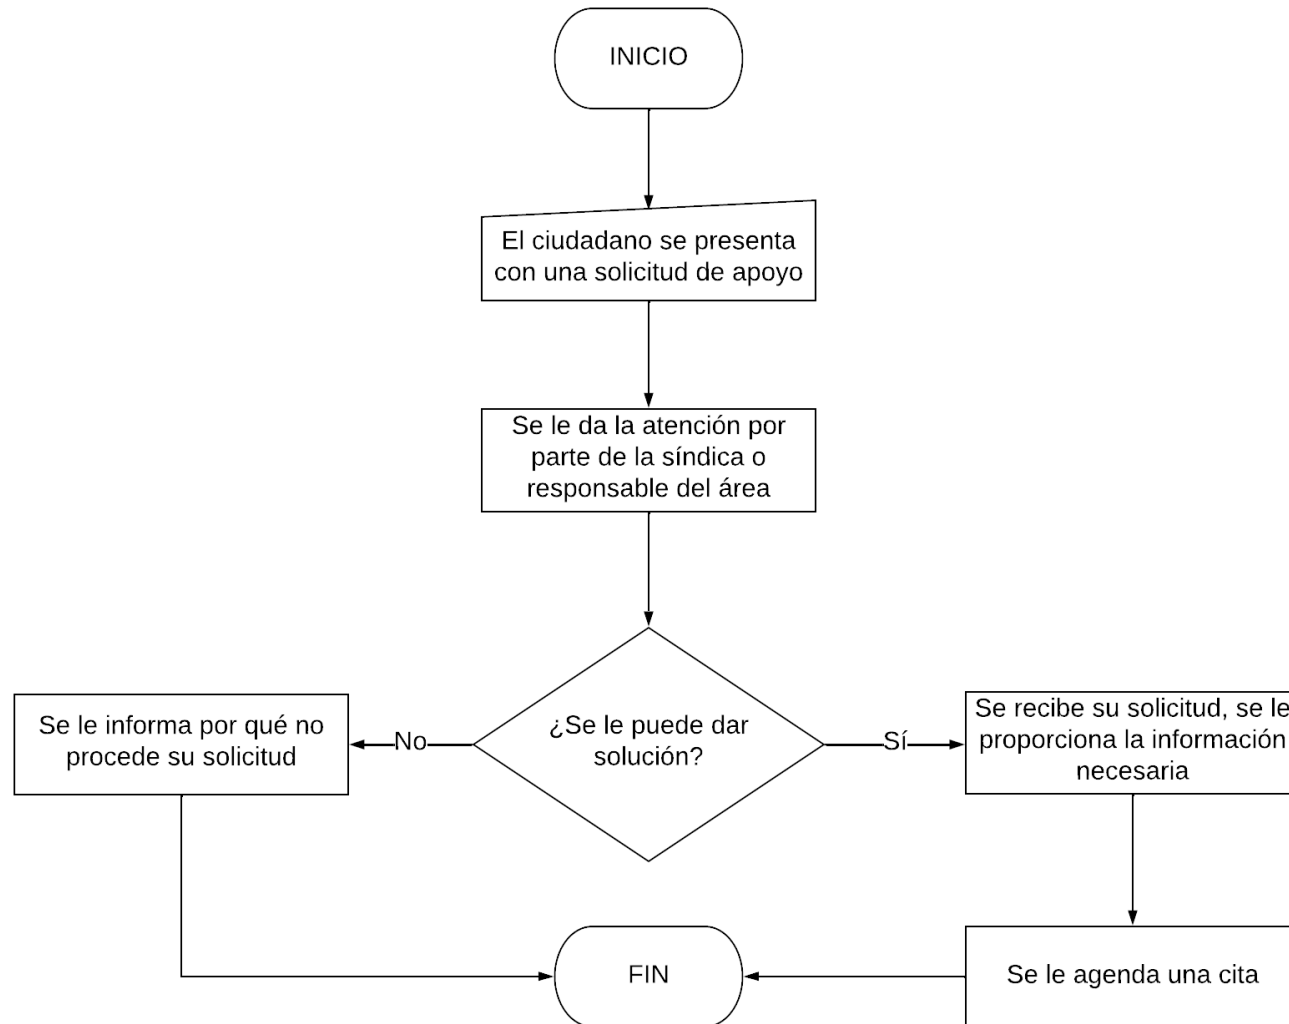 INICIO
El ciudadano se presenta
con una solicitud de apoyo
Se le da la atención por
parte de la síndica o
responsable del área
¿Se le puede dar
solución?
No
Sí
Se le informa por qué no
procede su solicitud
Se recibe su solicitud, se le
proporciona la información
necesaria
Se le agenda una cita
FIN